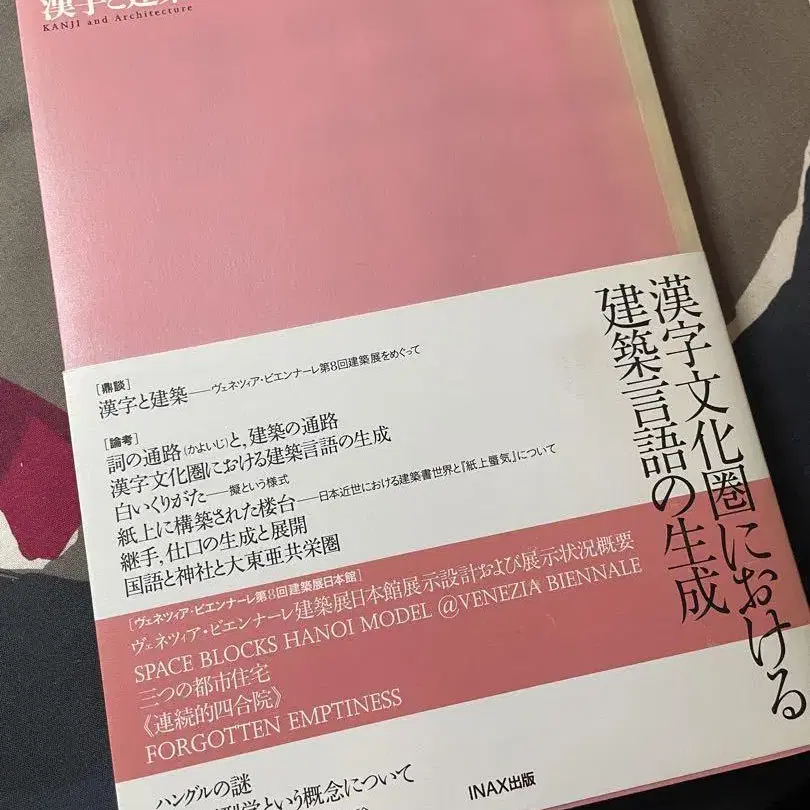 漢字と建築
KANJI and Architecture
漢字文化圏における
建築言語の生成
[鼎談]
漢字と建築——ヴェネツィア・ビエンナーレ第8回建築展をめぐって
[論考]
詞の通路(かよいじ)と,建築の通路
漢字文化圏における建築言語の生成
白いくりがた——擬という様式
紙上に構築された楼台——日本近世における建築書世界と『紙上蜃気』について
継手,仕口の生成と展開
国語と神社と大東亜共栄圏
[ヴェネツィア・ビエンナーレ第8回建築展日本館]
ヴェネツィア・ビエンナーレ建築展日本館展示設計および展示状況概要
SPACE BLOCKS HANOI MODEL @VENEZIA BIENNALE
三つの都市住宅
《連続的四合院》
FORGOTTEN EMPTINESS
ハングルの謎
学という概念について
INAX出版